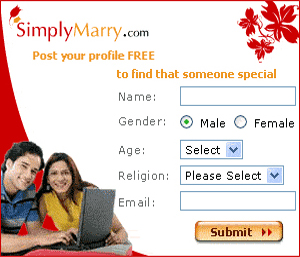 SimplyMarry.com
Post your profile FREE
to find that someone special
Name:
Gender: Male Female
Age: Select
Religion: Please Select
Email:
Submit